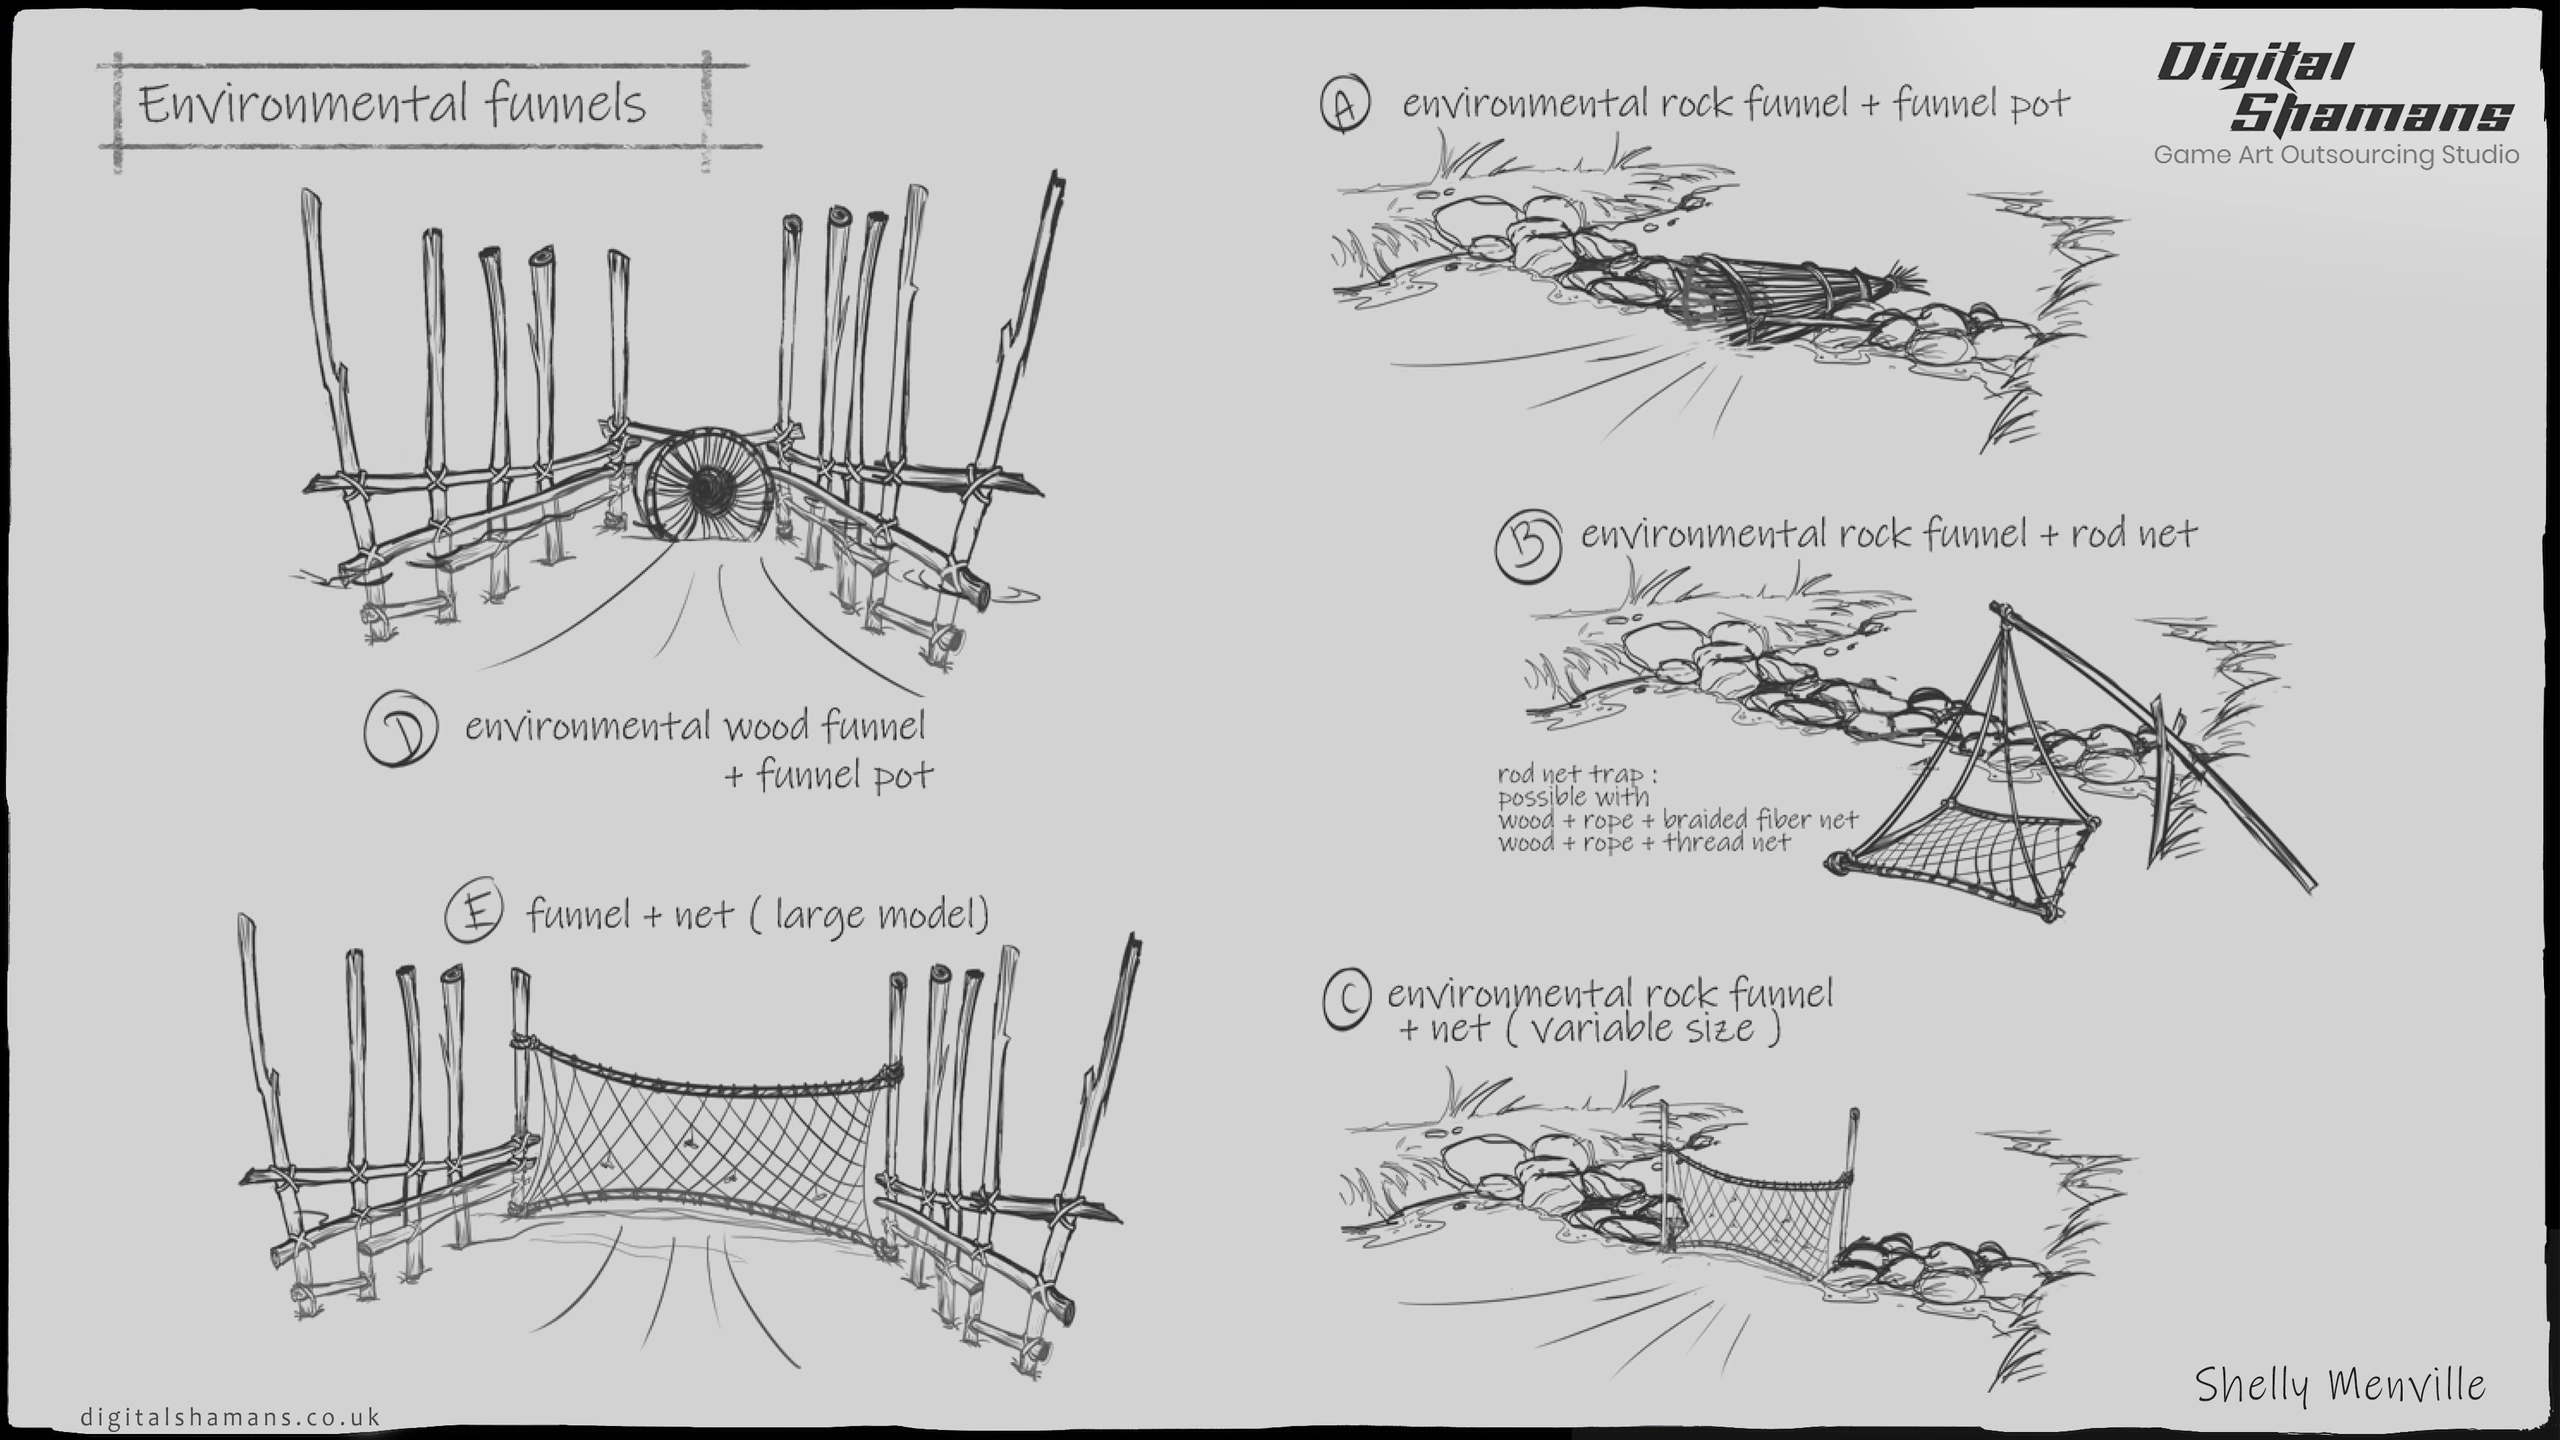 Environmental funnels
Digital
Shamans
Game Art Outsourcing Studio
A environmental rock funnel + funnel pot
B environmental rock funnel + rod net
rod net trap :
possible with
wood + rope + braided fiber net
wood + rope + thread net
C environmental rock funnel
+ net ( variable size )
D environmental wood funnel
+ funnel pot
E funnel + net ( large model)
digitalshamans.co.uk
Shelly Menville